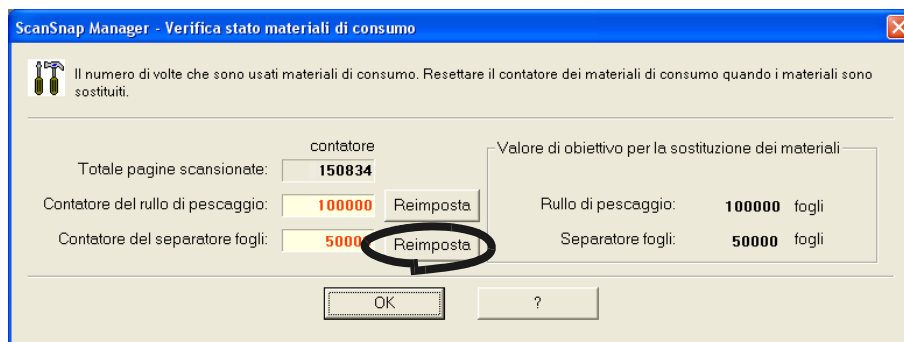 ScanSnap Manager - Verifica stato materiali di consumo
Il numero di volte che sono usati materiali di consumo. Resettare il contatore dei materiali di consumo quando i materiali sono
sostituiti.
contatore
Valore di obiettivo per la sostituzione dei materiali
Totale pagine scansionate: 150834
Contatore del rullo di pescaggio: 100000 Reimposta
Rullo di pescaggio: 100000 fogli
Contatore del separatore fogli: Reimposta
Separatore fogli: 50000 fogli
OK ?